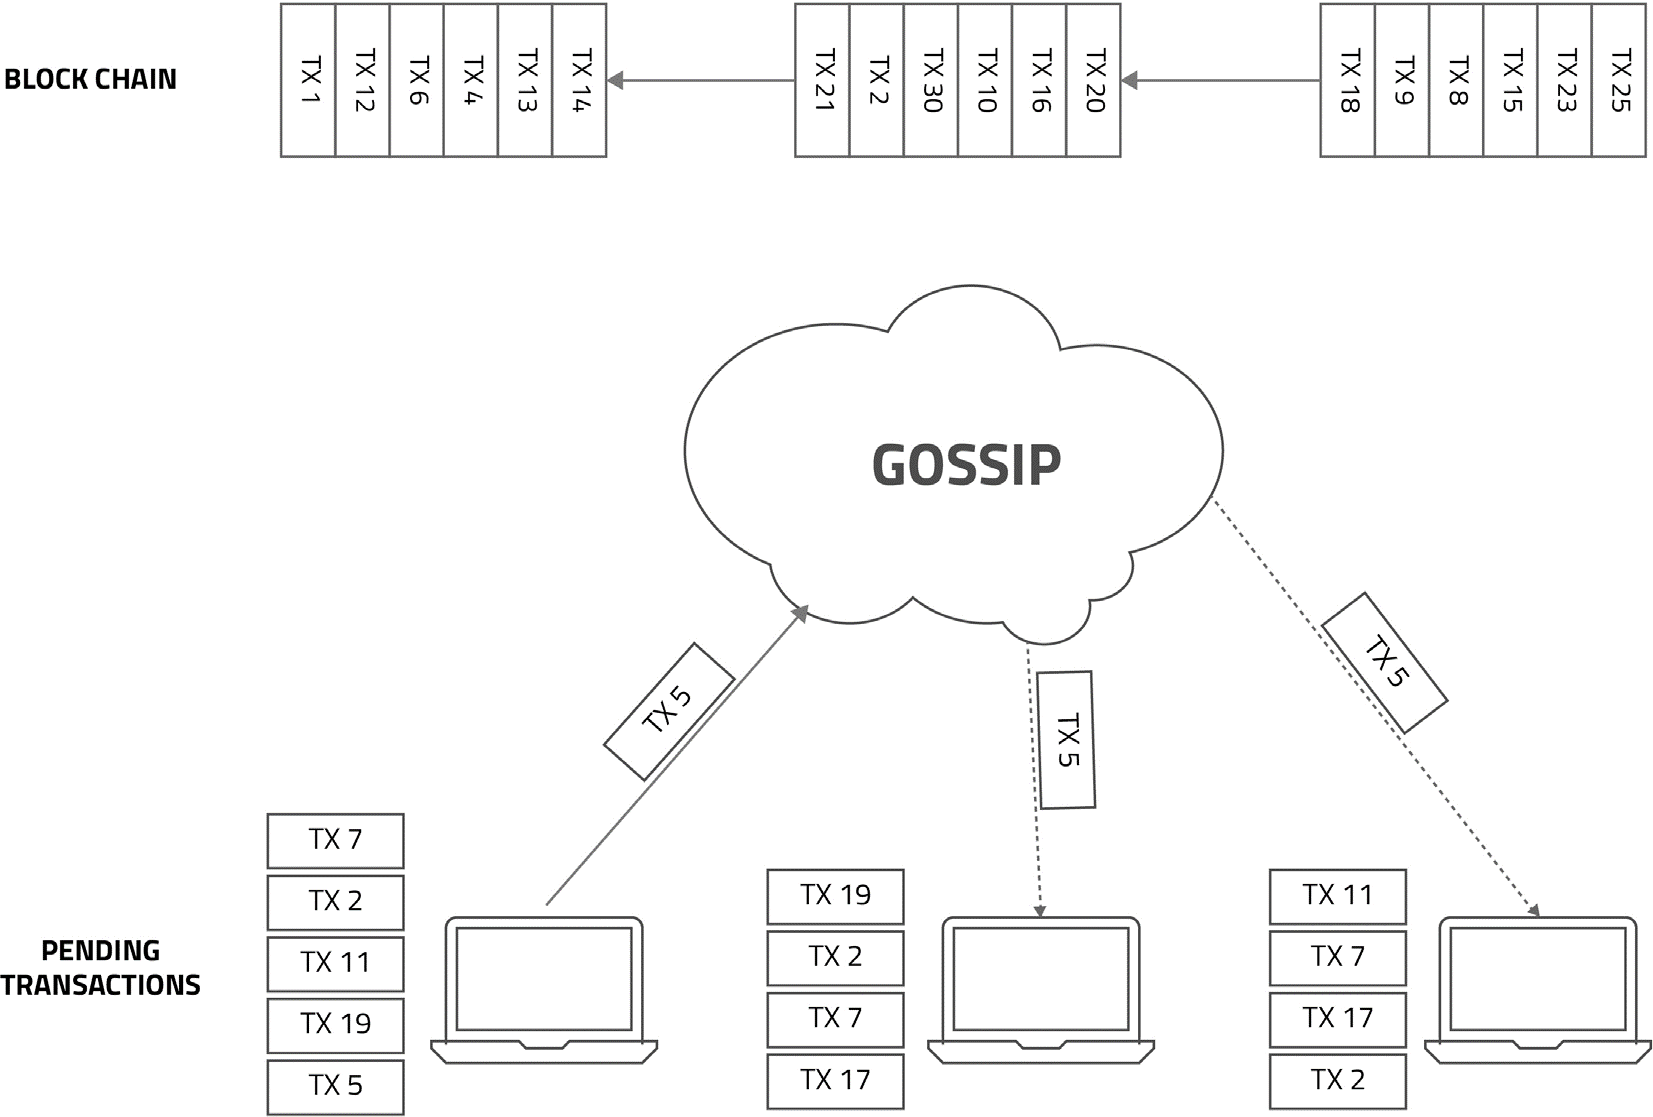 BLOCK CHAIN
TX 1
TX 12
TX 6
TX 4
TX 13
TX 14
TX 21
TX 2
TX 30
TX 10
TX 16
TX 20
TX 18
TX 9
TX 8
TX 15
TX 23
TX 25
GOSSIP
TX 5
TX 5
TX 5
PENDING
TRANSACTIONS
TX 7
TX 2
TX 11
TX 19
TX 5
TX 19
TX 2
TX 7
TX 17
TX 11
TX 7
TX 17
TX 2